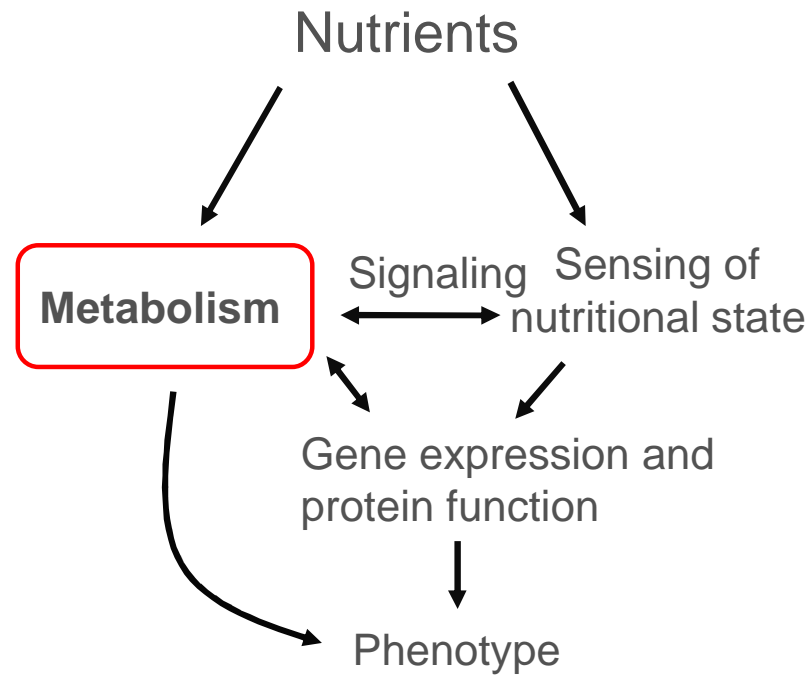 Nutrients
Metabolism
Signaling
Sensing of
nutritional state
Gene expression and
protein function
Phenotype